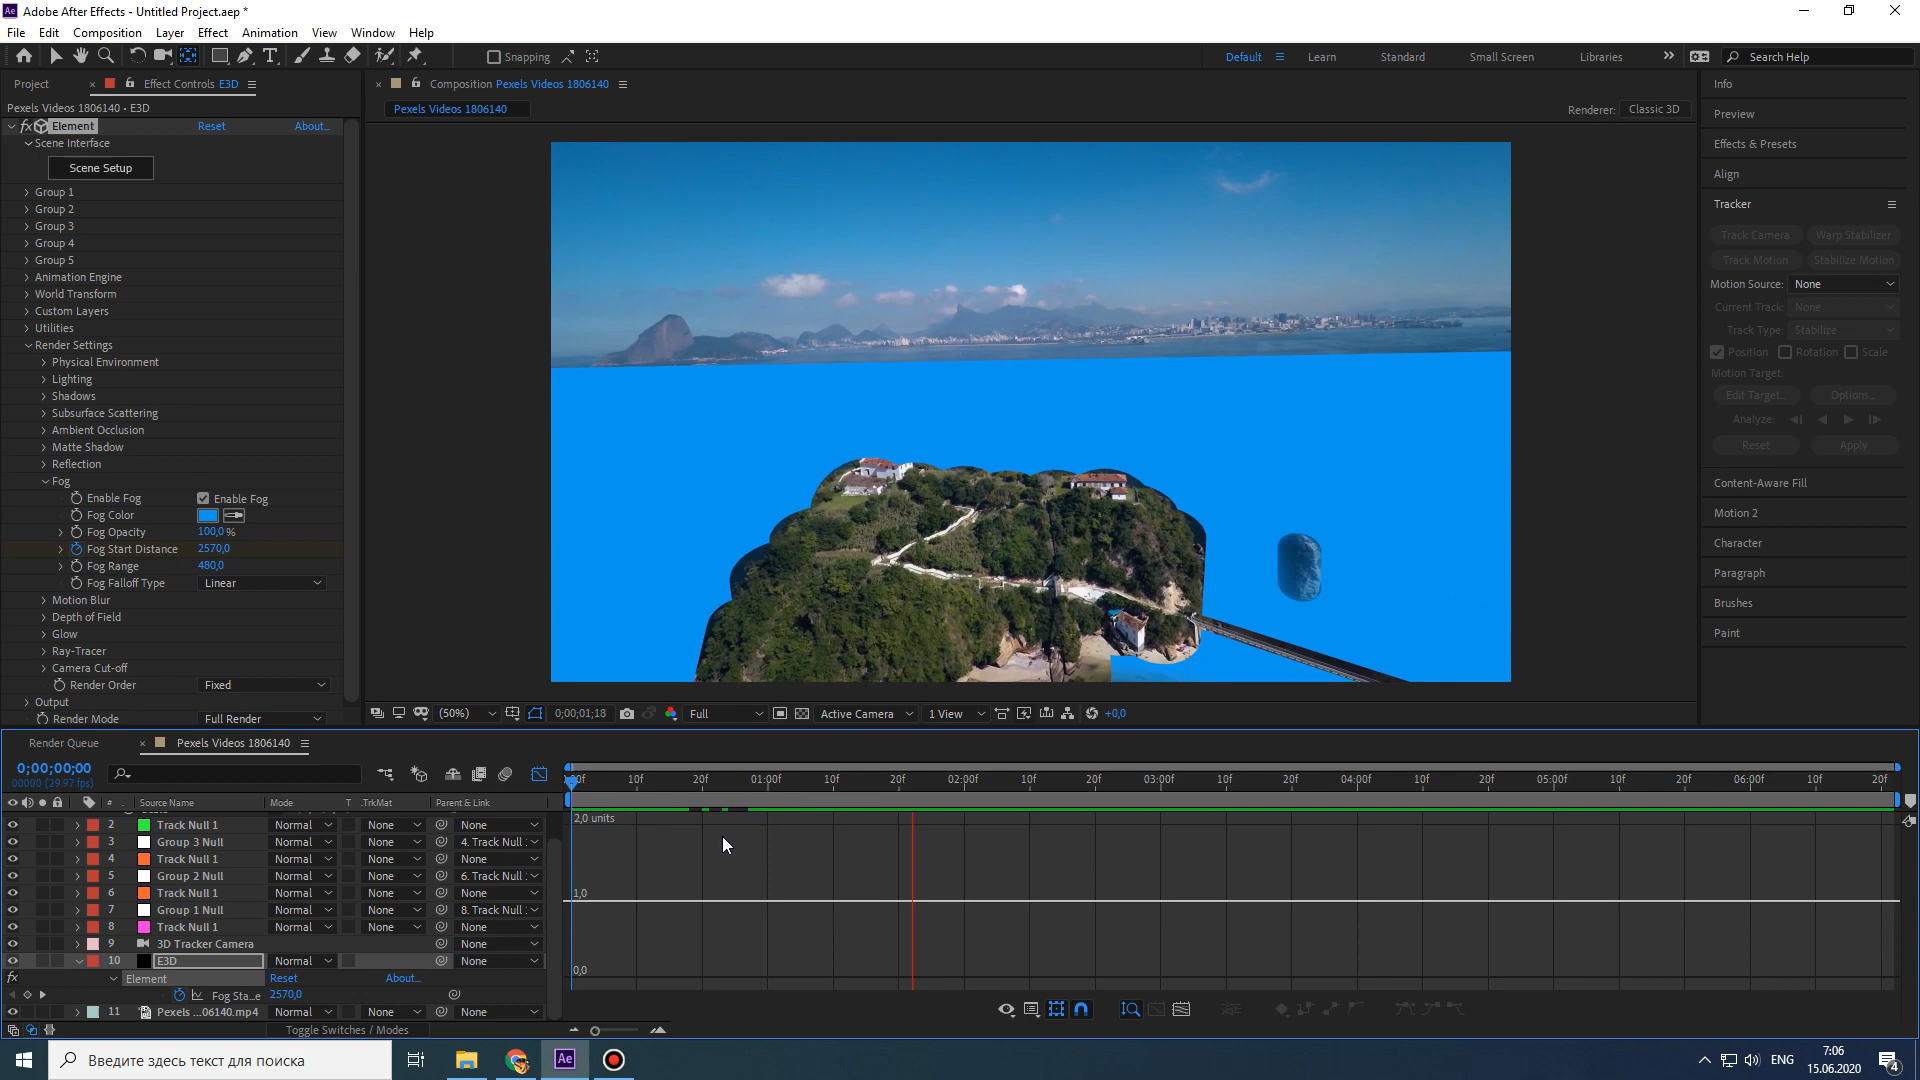 Adobe After Effects - Untitled Project.aep *
File Edit Composition Layer Effect Animation View Window Help
Snapping
Default Learn Standard Small Screen Libraries Search Help
Project Effect Controls E3D
Pexels Videos 1806140 • E3D
Element Reset About...
Scene Interface
Scene Setup
Group 1
Group 2
Group 3
Group 4
Group 5
Animation Engine
World Transform
Custom Layers
Utilities
Render Settings
Physical Environment
Lighting
Shadows
Subsurface Scattering
Ambient Occlusion
Matte Shadow
Reflection
Fog
Enable Fog Enable Fog
Fog Color
Fog Opacity 100,0 %
Fog Start Distance 2570,0
Fog Range 480,0
Fog Falloff Type Linear
Motion Blur
Depth of Field
Glow
Ray-Tracer
Camera Cut-off
Render Order Fixed
Output
Render Mode Full Render
Composition Pexels Videos 1806140
Pexels Videos 1806140
Renderer: Classic 3D
(50%) 0;00;01;18 Full Active Camera 1 View +0,0
Info
Preview
Effects & Presets
Align
Tracker
Track Camera Warp Stabilizer
Track Motion Stabilize Motion
Motion Source: None
Current Track: None
Track Type: Stabilize
Position Rotation Scale
Motion Target:
Edit Target... Options...
Analyze:
Reset Apply
Content-Aware Fill
Motion 2
Character
Paragraph
Brushes
Paint
Render Queue Pexels Videos 1806140
0;00;00;00
00000 (29.97 fps)
# Source Name Mode T .TrkMat Parent & Link
2 Track Null 1 Normal None None
3 Group 3 Null Normal None 4. Track Null
4 Track Null 1 Normal None None
5 Group 2 Null Normal None 6. Track Null
6 Track Null 1 Normal None None
7 Group 1 Null Normal None 8. Track Null
8 Track Null 1 Normal None None
9 3D Tracker Camera None
10 E3D Normal None None
fx Element Reset About...
Fog Sta...e 2570,0
11 Pexels ...06140.mp4 Normal None None
Toggle Switches / Modes
:00f 10f 20f 01:00f 10f 20f 02:00f 10f 20f 03:00f 10f 20f 04:00f 10f 20f 05:00f 10f 20f 06:00f 10f 20f
2,0 units
1,0
0,0
Введите здесь текст для поиска
Ae
ENG
7:06
15.06.2020
4